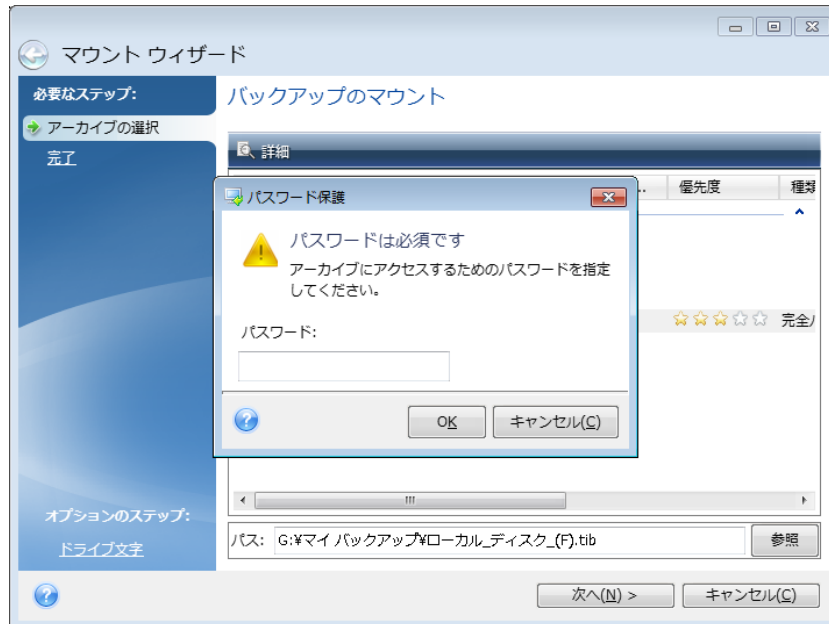 マウント ウィザード
必要なステップ:
アーカイブの選択
完了
バックアップのマウント
詳細
..
優先度
種類
完全バ
パスワード保護
パスワードは必須です
アーカイブにアクセスするためのパスワードを指定
してください。
パスワード:
OK
キャンセル(C)
オプションのステップ:
ドライブ文字
パス: G:¥マイ バックアップ¥ローカル_ディスク_(F).tib
参照
次へ(N) >
キャンセル(C)